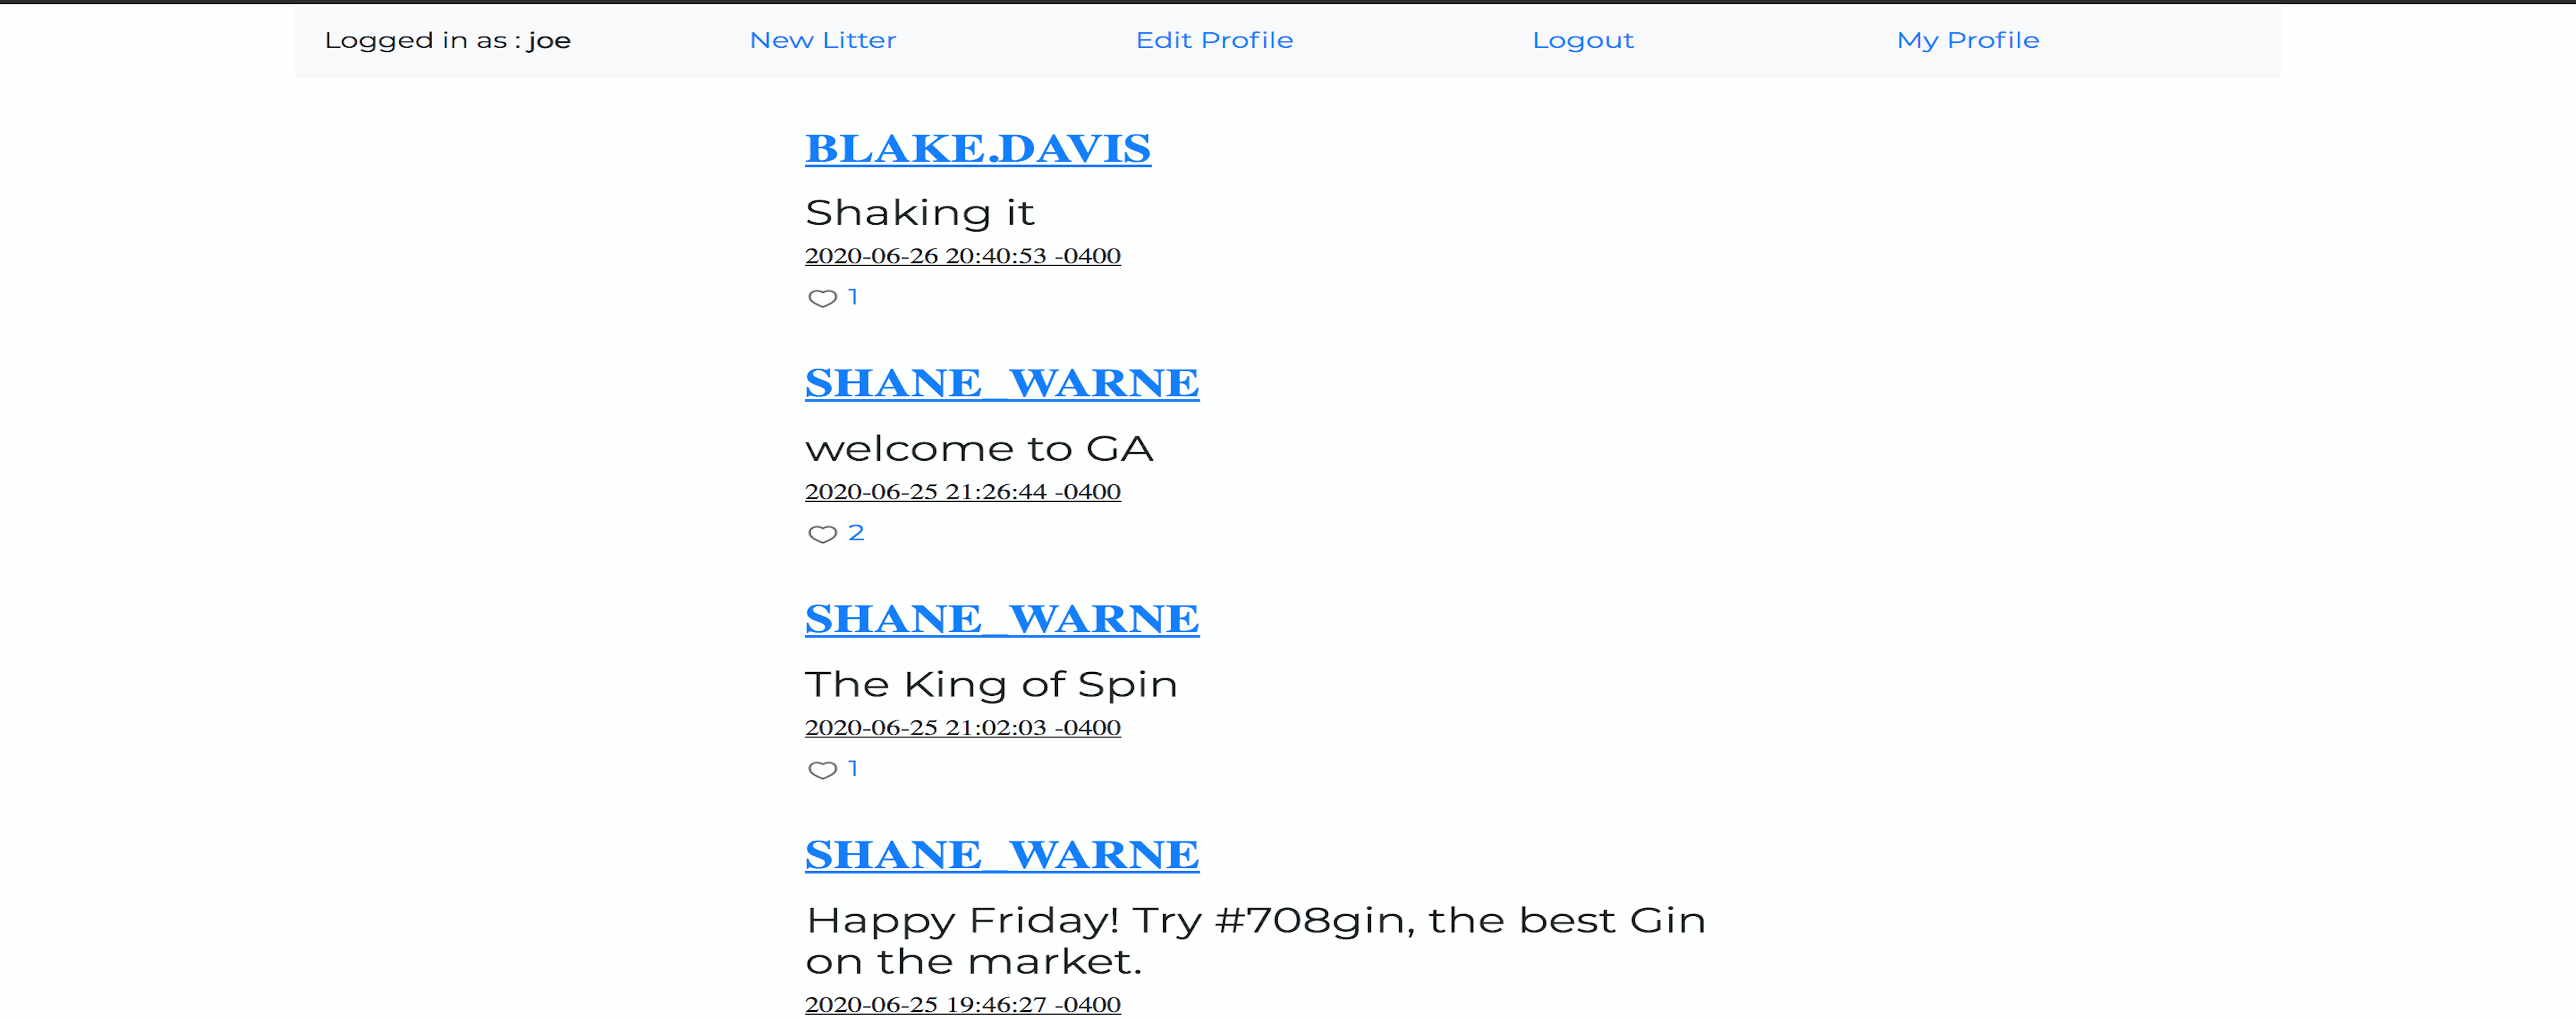 Logged in as : joe New Litter Edit Profile Logout My Profile
BLAKE.DAVIS
Shaking it
2020-06-26 20:40:53 -0400
1
SHANE_WARNE
welcome to GA
2020-06-25 21:26:44 -0400
2
SHANE_WARNE
The King of Spin
2020-06-25 21:02:03 -0400
1
SHANE_WARNE
Happy Friday! Try #708gin, the best Gin
on the market.
2020-06-25 19:46:27 -0400